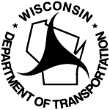 WISCONSIN
DEPARTMENT OF TRANSPORTATION